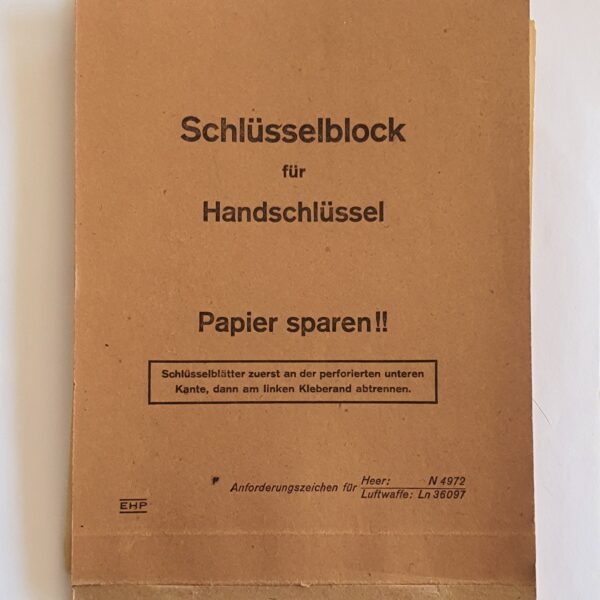 Schlüsselblock
für
Handschlüssel
Papier sparen!!
Schlüsselblätter zuerst an der perforierten unteren
Kante, dann am linken Kleberand abtrennen.
Anforderungszeichen für Heer: N 4972
Luftwaffe: Ln 36097
EHP